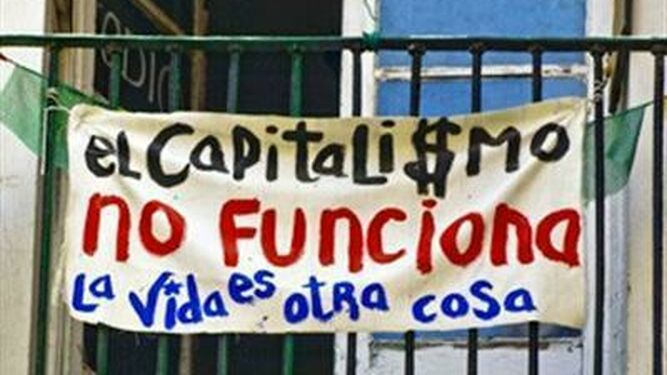 eL CapitaLi$mo
no Funciona
La Vida es otRa cosa